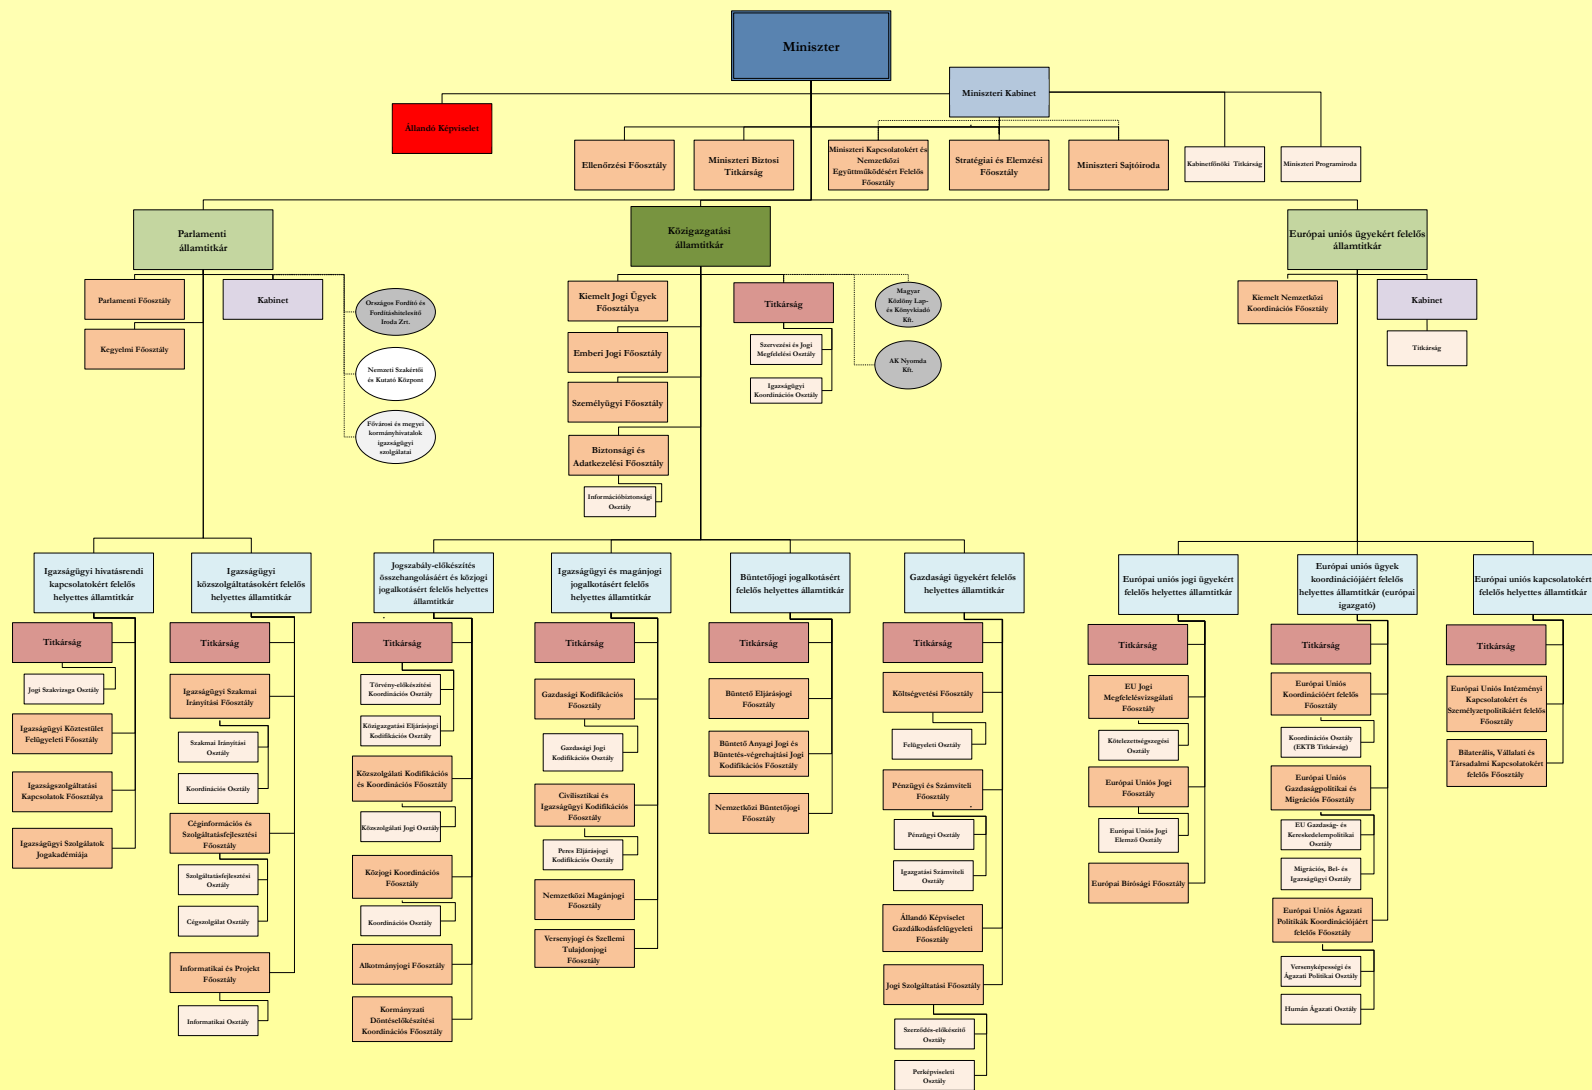 Miniszter
Miniszteri Kabinet
Állandó Képviselet
Ellenőrzési Főosztály
Miniszteri Biztosi
Titkárság
Miniszteri Kapcsolatokért és
Nemzetközi
Együttműködésért Felelős
Főosztály
Stratégiai és Elemzési
Főosztály
Miniszteri Sajtóiroda
Kabinetfőnöki Titkárság
Miniszteri Programiroda
Parlamenti
államtitkár
Közigazgatási
államtitkár
Európai uniós ügyekért felelős
államtitkár
Parlamenti Főosztály
Kabinet
Kegyelmi Főosztály
Országos Fordító és
Fordításhitelesítő
Iroda Zrt.
Nemzeti Szakértői
és Kutató Központ
Fővárosi és megyei
kormányhivatalok
igazságügyi
szolgálatai
Kiemelt Jogi Ügyek
Főosztálya
Emberi Jogi Főosztály
Személyügyi Főosztály
Biztonsági és
Adatkezelési Főosztály
Információbiztonsági
Osztály
Titkárság
Szervezési és Jogi
Megfelelési Osztály
Igazságügyi
Koordinációs Osztály
Magyar
Közlöny Lap-
és Könyvkiadó
Kft.
AK Nyomda
Kft.
Kiemelt Nemzetközi
Koordinációs Főosztály
Kabinet
Titkárság
Igazságügyi hivatásrendi
kapcsolatokért felelős
helyettes államtitkár
Titkárság
Jogi Szakvizsga Osztály
Igazságügyi Köztestület
Felügyeleti Főosztály
Igazságszolgáltatási
Kapcsolatok Főosztálya
Igazságügyi Szolgálatok
Jogakadémiája
Igazságügyi
közszolgáltatásokért felelős
helyettes államtitkár
Titkárság
Igazságügyi Szakmai
Irányítási Főosztály
Szakmai Irányítási
Osztály
Koordinációs Osztály
Céginformációs és
Szolgáltatásfejlesztési
Főosztály
Szolgáltatásfejlesztési
Osztály
Cégszolgálat Osztály
Informatikai és Projekt
Főosztály
Informatikai Osztály
Jogszabály-előkészítés
összehangolásáért és közjogi
jogalkotásért felelős helyettes
államtitkár
Titkárság
Törvény-előkészítési
Koordinációs Osztály
Közigazgatási Eljárásjogi
Kodifikációs Osztály
Közszolgálati Kodifikációs
és Koordinációs Főosztály
Közszolgálati Jogi Osztály
Közjogi Koordinációs
Főosztály
Koordinációs Osztály
Alkotmányjogi Főosztály
Kormányzati
Döntéselőkészítési
Koordinációs Főosztály
Igazságügyi és magánjogi
jogalkotásért felelős
helyettes államtitkár
Titkárság
Gazdasági Kodifikációs
Főosztály
Gazdasági Jogi
Kodifikációs Osztály
Civilisztikai és
Igazságügyi Kodifikációs
Főosztály
Peres Eljárásjogi
Kodifikációs Osztály
Nemzetközi Magánjogi
Főosztály
Versenyjogi és Szellemi
Tulajdonjogi
Főosztály
Büntetőjogi jogalkotásért
felelős helyettes államtitkár
Titkárság
Büntető Eljárásjogi
Főosztály
Büntető Anyagi Jogi és
Büntetés-végrehajtási Jogi
Kodifikációs Főosztály
Nemzetközi Büntetőjogi
Főosztály
Gazdasági ügyekért felelős
helyettes államtitkár
Titkárság
Költségvetési Főosztály
Felügyeleti Osztály
Pénzügyi és Számviteli
Főosztály
Pénzügyi Osztály
Igazgatási Számviteli
Osztály
Állandó Képviselet
Gazdálkodásfelügyeleti
Főosztály
Jogi Szolgáltatási Főosztály
Szerződés-előkészítő
Osztály
Perképviseleti
Osztály
Európai uniós jogi ügyekért
felelős helyettes államtitkár
Titkárság
EU Jogi
Megfelelésvizsgálati
Főosztály
Kötelezettségszegési
Osztály
Európai Uniós Jogi
Főosztály
Európai Uniós Jogi
Elemző Osztály
Európai Bírósági Főosztály
Európai uniós ügyek
koordinációjáért felelős
helyettes államtitkár (európai
igazgató)
Titkárság
Európai Uniós
Koordinációért felelős
Főosztály
Koordinációs Osztály
(EKTB Titkárság)
Európai Uniós
Gazdaságpolitikai és
Migrációs Főosztály
EU Gazdaság- és
Kereskedelempolitikai
Osztály
Migrációs, Bel- és
Igazságügyi Osztály
Európai Uniós Ágazati
Politikák Koordinációjáért
felelős Főosztály
Versenyképességi és
Ágazati Politikai Osztály
Humán Ágazati Osztály
Európai uniós kapcsolatokért
felelős helyettes államtitkár
Titkárság
Európai Uniós Intézményi
Kapcsolatokért és
Személyzetpolitikáért felelős
Főosztály
Bilaterális, Vállalati és
Társadalmi Kapcsolatokért
felelős Főosztály